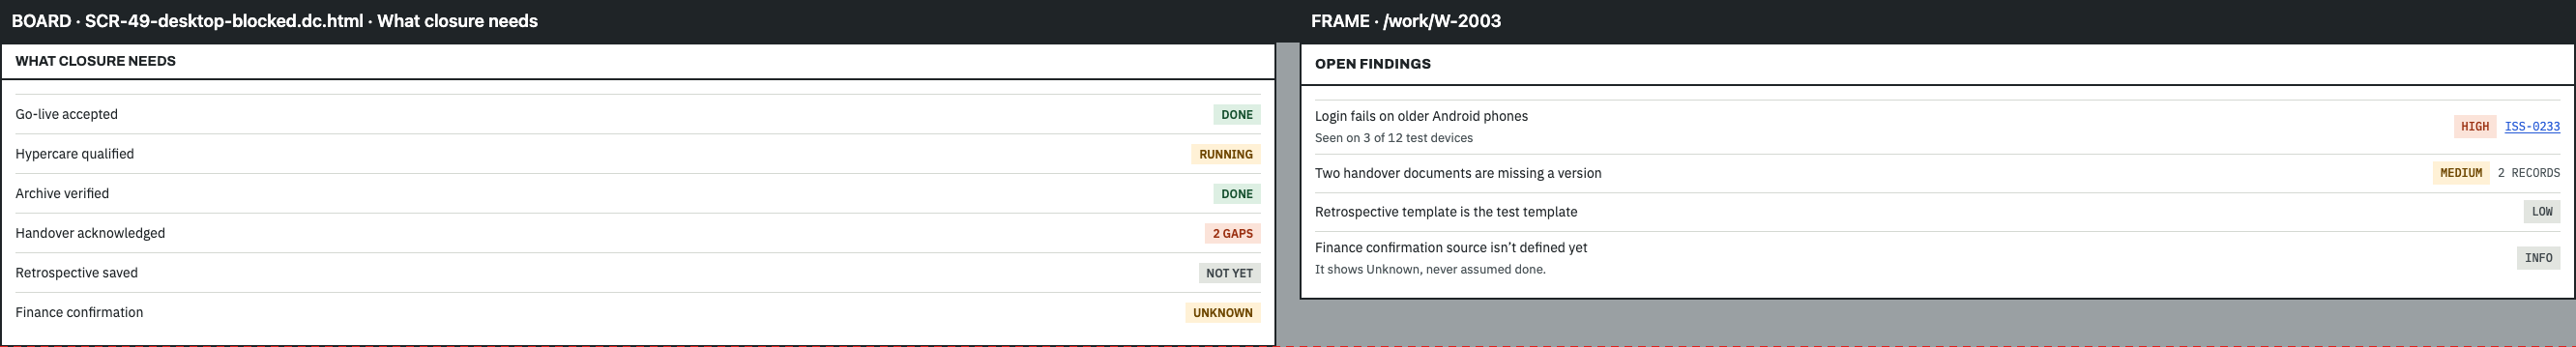 BOARD · SCR-49-desktop-blocked.dc.html · What closure needs
WHAT CLOSURE NEEDS
Go-live accepted DONE
Hypercare qualified RUNNING
Archive verified DONE
Handover acknowledged 2 GAPS
Retrospective saved NOT YET
Finance confirmation UNKNOWN
FRAME · /work/W-2003
OPEN FINDINGS
Login fails on older Android phones
Seen on 3 of 12 test devices
HIGH ISS-0233
Two handover documents are missing a version MEDIUM 2 RECORDS
Retrospective template is the test template LOW
Finance confirmation source isn’t defined yet
It shows Unknown, never assumed done.
INFO